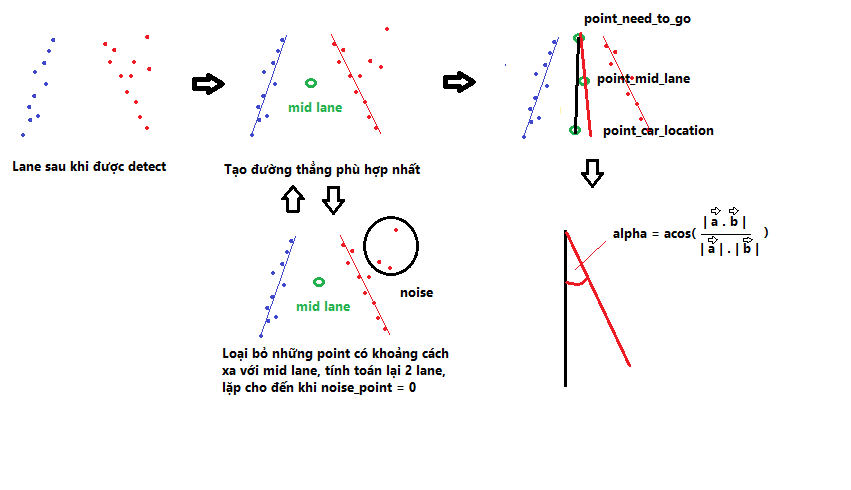 point_need_to_go
point_mid_lane
mid lane
point_car_location
Lane sau khi được detect
Tạo đường thẳng phù hợp nhất
alpha = acos( |a . b| / |a| . |b| )
noise
mid lane
Loại bỏ những point có khoảng cách
xa với mid lane, tính toán lại 2 lane,
lặp cho đến khi noise_point = 0